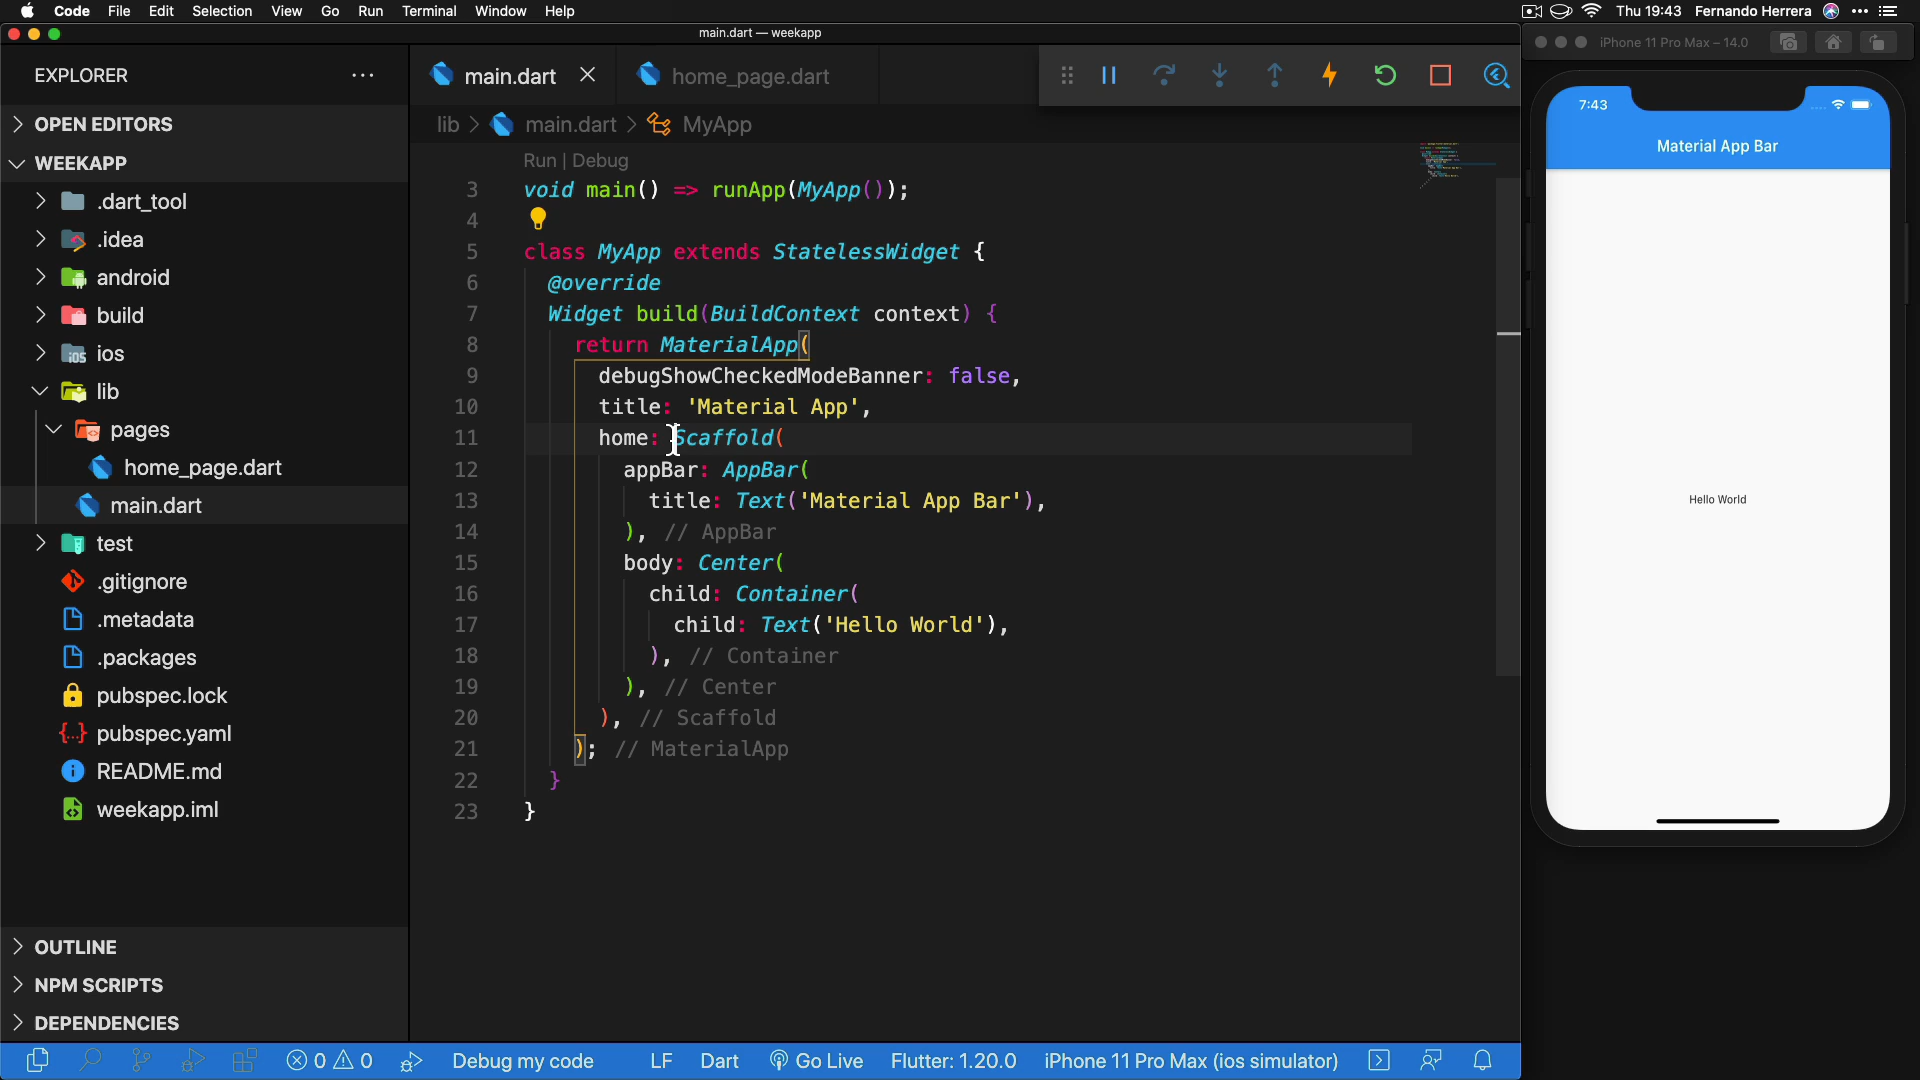 Code File Edit Selection View Go Run Terminal Window Help
Thu 19:43 Fernando Herrera
main.dart — weekapp
iPhone 11 Pro Max – 14.0
EXPLORER
OPEN EDITORS
WEEKAPP
.dart_tool
.idea
android
build
ios
lib
pages
home_page.dart
main.dart
test
.gitignore
.metadata
.packages
pubspec.lock
pubspec.yaml
README.md
weekapp.iml
OUTLINE
NPM SCRIPTS
DEPENDENCIES
main.dart
home_page.dart
lib > main.dart > MyApp
Run | Debug
3 void main() => runApp(MyApp());
4
5 class MyApp extends StatelessWidget {
6 @override
7 Widget build(BuildContext context) {
8 return MaterialApp(
9 debugShowCheckedModeBanner: false,
10 title: 'Material App',
11 home: Scaffold(
12 appBar: AppBar(
13 title: Text('Material App Bar'),
14 ), // AppBar
15 body: Center(
16 child: Container(
17 child: Text('Hello World'),
18 ), // Container
19 ), // Center
20 ), // Scaffold
21 ); // MaterialApp
22 }
23 }
7:43
Material App Bar
Hello World
0 0 Debug my code LF Dart Go Live Flutter: 1.20.0 iPhone 11 Pro Max (ios simulator)